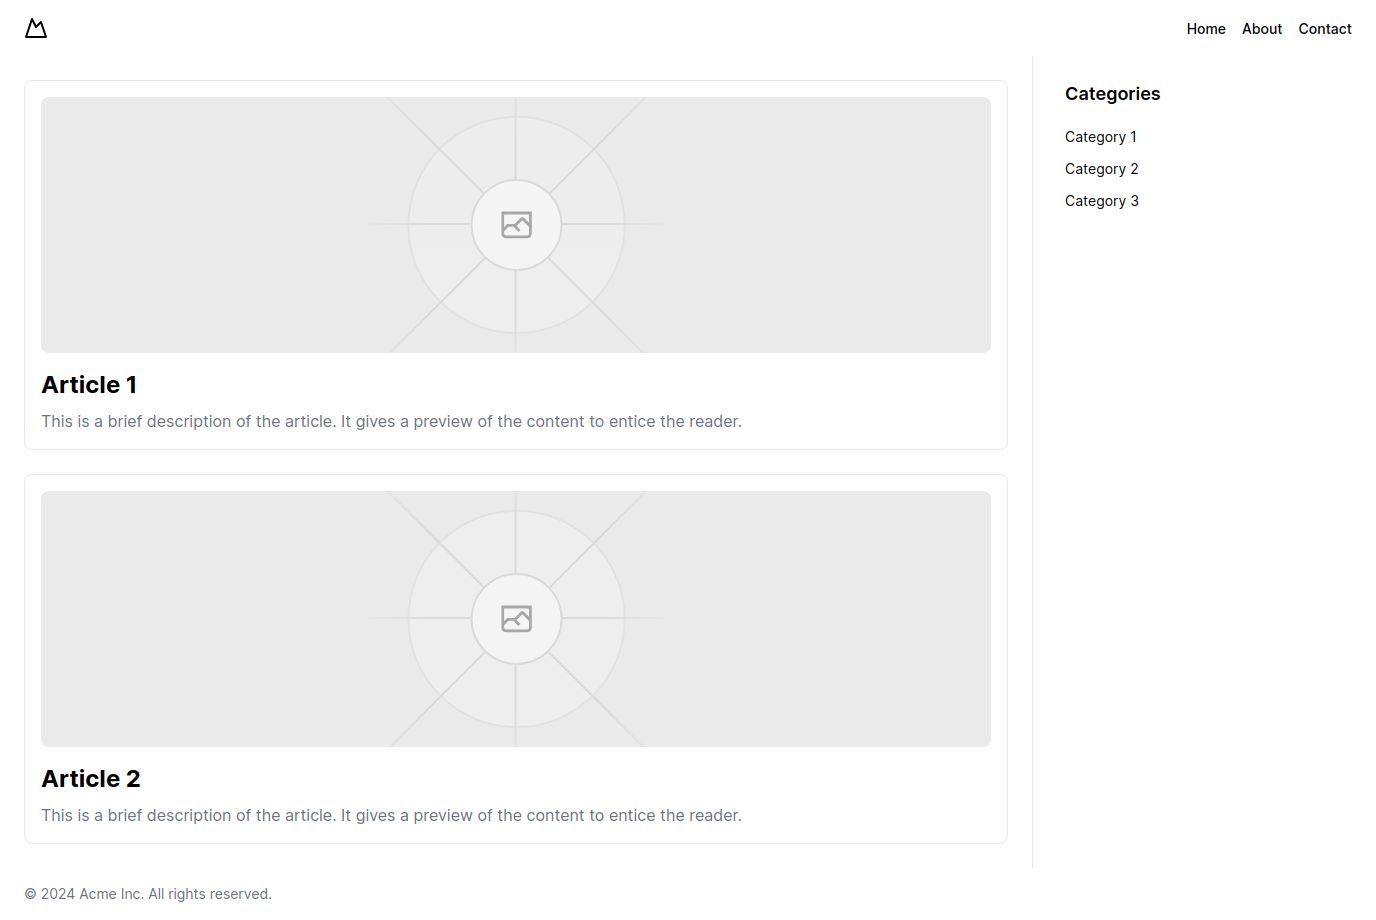 Home About Contact
Article 1
This is a brief description of the article. It gives a preview of the content to entice the reader.
Article 2
This is a brief description of the article. It gives a preview of the content to entice the reader.
Categories
Category 1
Category 2
Category 3
© 2024 Acme Inc. All rights reserved.